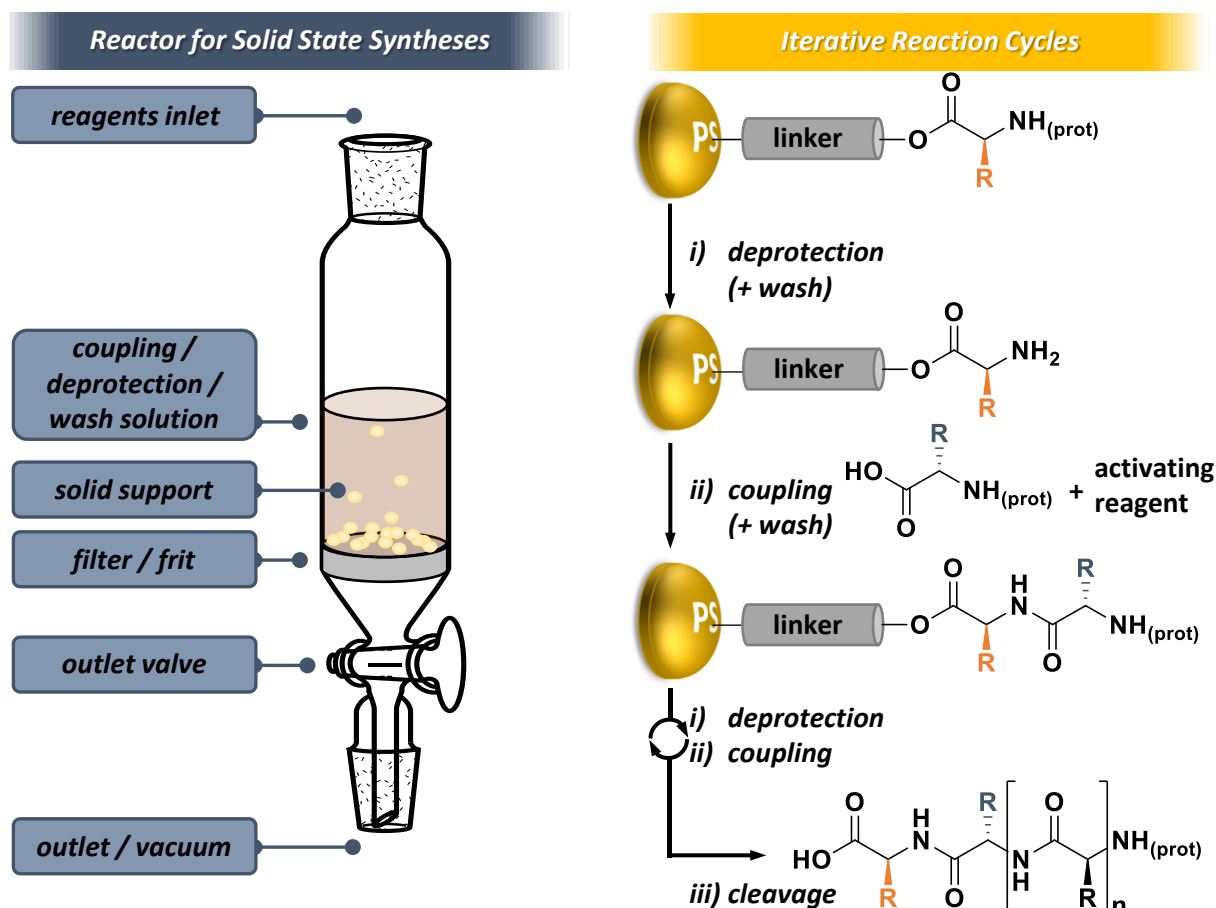 Reactor for Solid State Syntheses
reagents inlet
coupling /
deprotection /
wash solution
solid support
filter / frit
outlet valve
outlet / vacuum
Iterative Reaction Cycles
PS
linker
O
O
NH(prot)
R
i) deprotection
(+ wash)
PS
linker
O
O
NH2
R
ii) coupling
(+ wash)
R
HO
O
NH(prot)
+
activating
reagent
PS
linker
O
O
R
H
N
O
R
NH(prot)
i) deprotection
ii) coupling
iii) cleavage
HO
O
R
H
N
O
R
N
H
O
R
n
NH(prot)